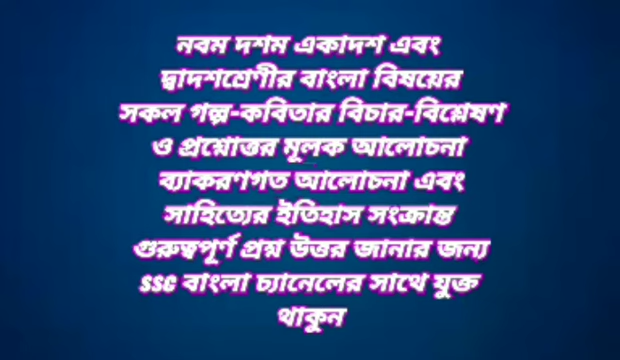 নবম দশম একাদশ এবং
দ্বাদশশ্রেণীর বাংলা বিষয়ের
সকল গল্প-কবিতার বিচার-বিশ্লেষণ
ও প্রশ্নোত্তর মূলক আলোচনা
ব্যাকরণগত আলোচনা এবং
সাহিত্যের ইতিহাস সংক্রান্ত
গুরুত্বপূর্ণ প্রশ্ন উত্তর জানার জন্য
SSG বাংলা চ্যানেলের সাথে যুক্ত
থাকুন